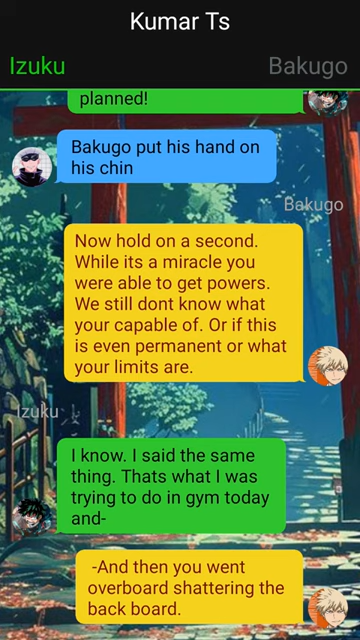 Kumar Ts
Izuku
Bakugo
planned!
Bakugo put his hand on
his chin
Bakugo
Now hold on a second.
While its a miracle you
were able to get powers.
We still dont know what
your capable of. Or if this
is even permanent or what
your limits are.
Izuku
I know. I said the same
thing. Thats what I was
trying to do in gym today
and-
-And then you went
overboard shattering the
back board.